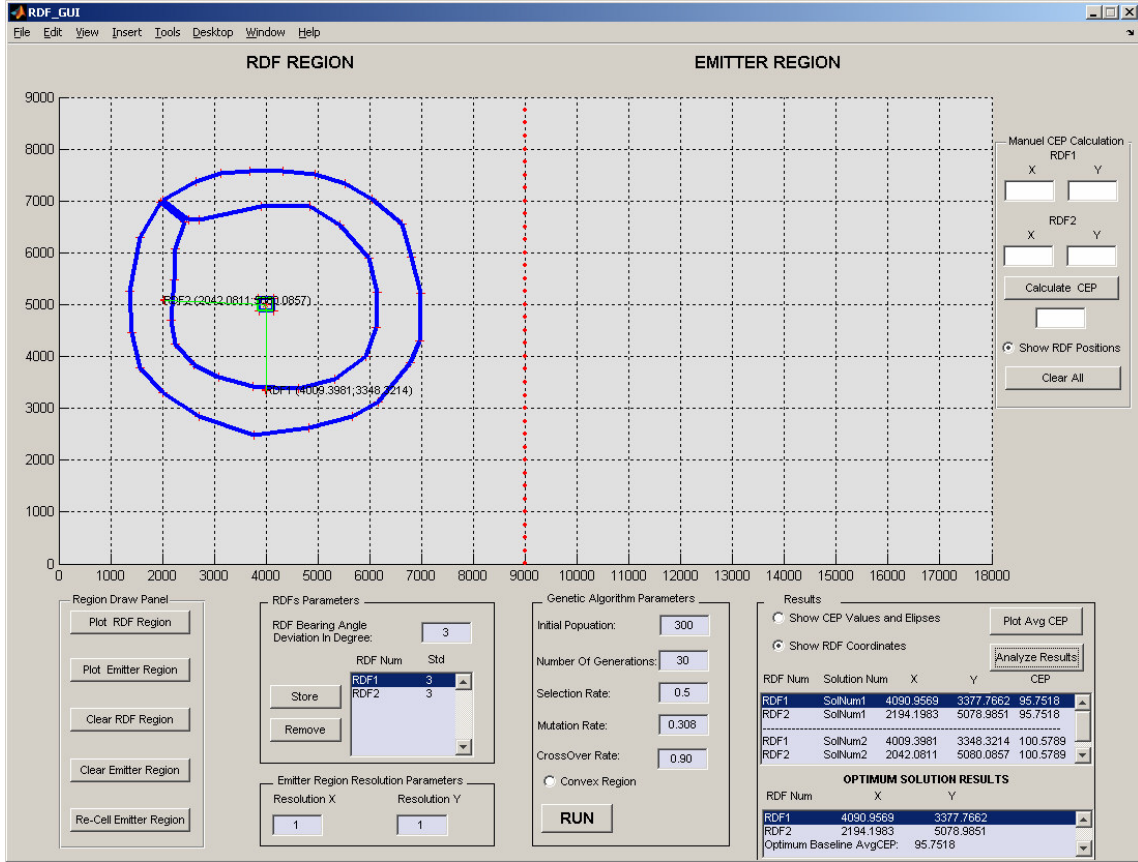 RDF_GUI
File Edit View Insert Tools Desktop Window Help
RDF REGION
EMITTER REGION
9000
8000
7000
6000
5000
4000
3000
2000
1000
0
0 1000 2000 3000 4000 5000 6000 7000 8000 9000 10000 11000 12000 13000 14000 15000 16000 17000 18000
RDF2 (2042.0811;5080.0857)
RDF1 (4009.3981;3348.3214)
Manuel CEP Calculation
RDF1
X Y
RDF2
X Y
Calculate CEP
Show RDF Positions
Clear All
Region Draw Panel
Plot RDF Region
Plot Emitter Region
Clear RDF Region
Clear Emitter Region
Re-Cell Emitter Region
RDFs Parameters
RDF Bearing Angle
Deviation In Degree: 3
RDF Num Std
RDF1 3
RDF2 3
Store
Remove
Emitter Region Resolution Parameters
Resolution X Resolution Y
1 1
Genetic Algorithm Parameters
Initial Popuation: 300
Number Of Generations: 30
Selection Rate: 0.5
Mutation Rate: 0.308
CrossOver Rate: 0.90
Convex Region
RUN
Results
Show CEP Values and Elipses
Plot Avg CEP
Show RDF Coordinates
Analyze Results
RDF Num Solution Num X Y CEP
RDF1 SolNum1 4090.9569 3377.7662 95.7518
RDF2 SolNum1 2194.1983 5078.9851 95.7518
RDF1 SolNum2 4009.3981 3348.3214 100.5789
RDF2 SolNum2 2042.0811 5080.0857 100.5789
OPTIMUM SOLUTION RESULTS
RDF Num X Y
RDF1 4090.9569 3377.7662
RDF2 2194.1983 5078.9851
Optimum Baseline AvgCEP: 95.7518